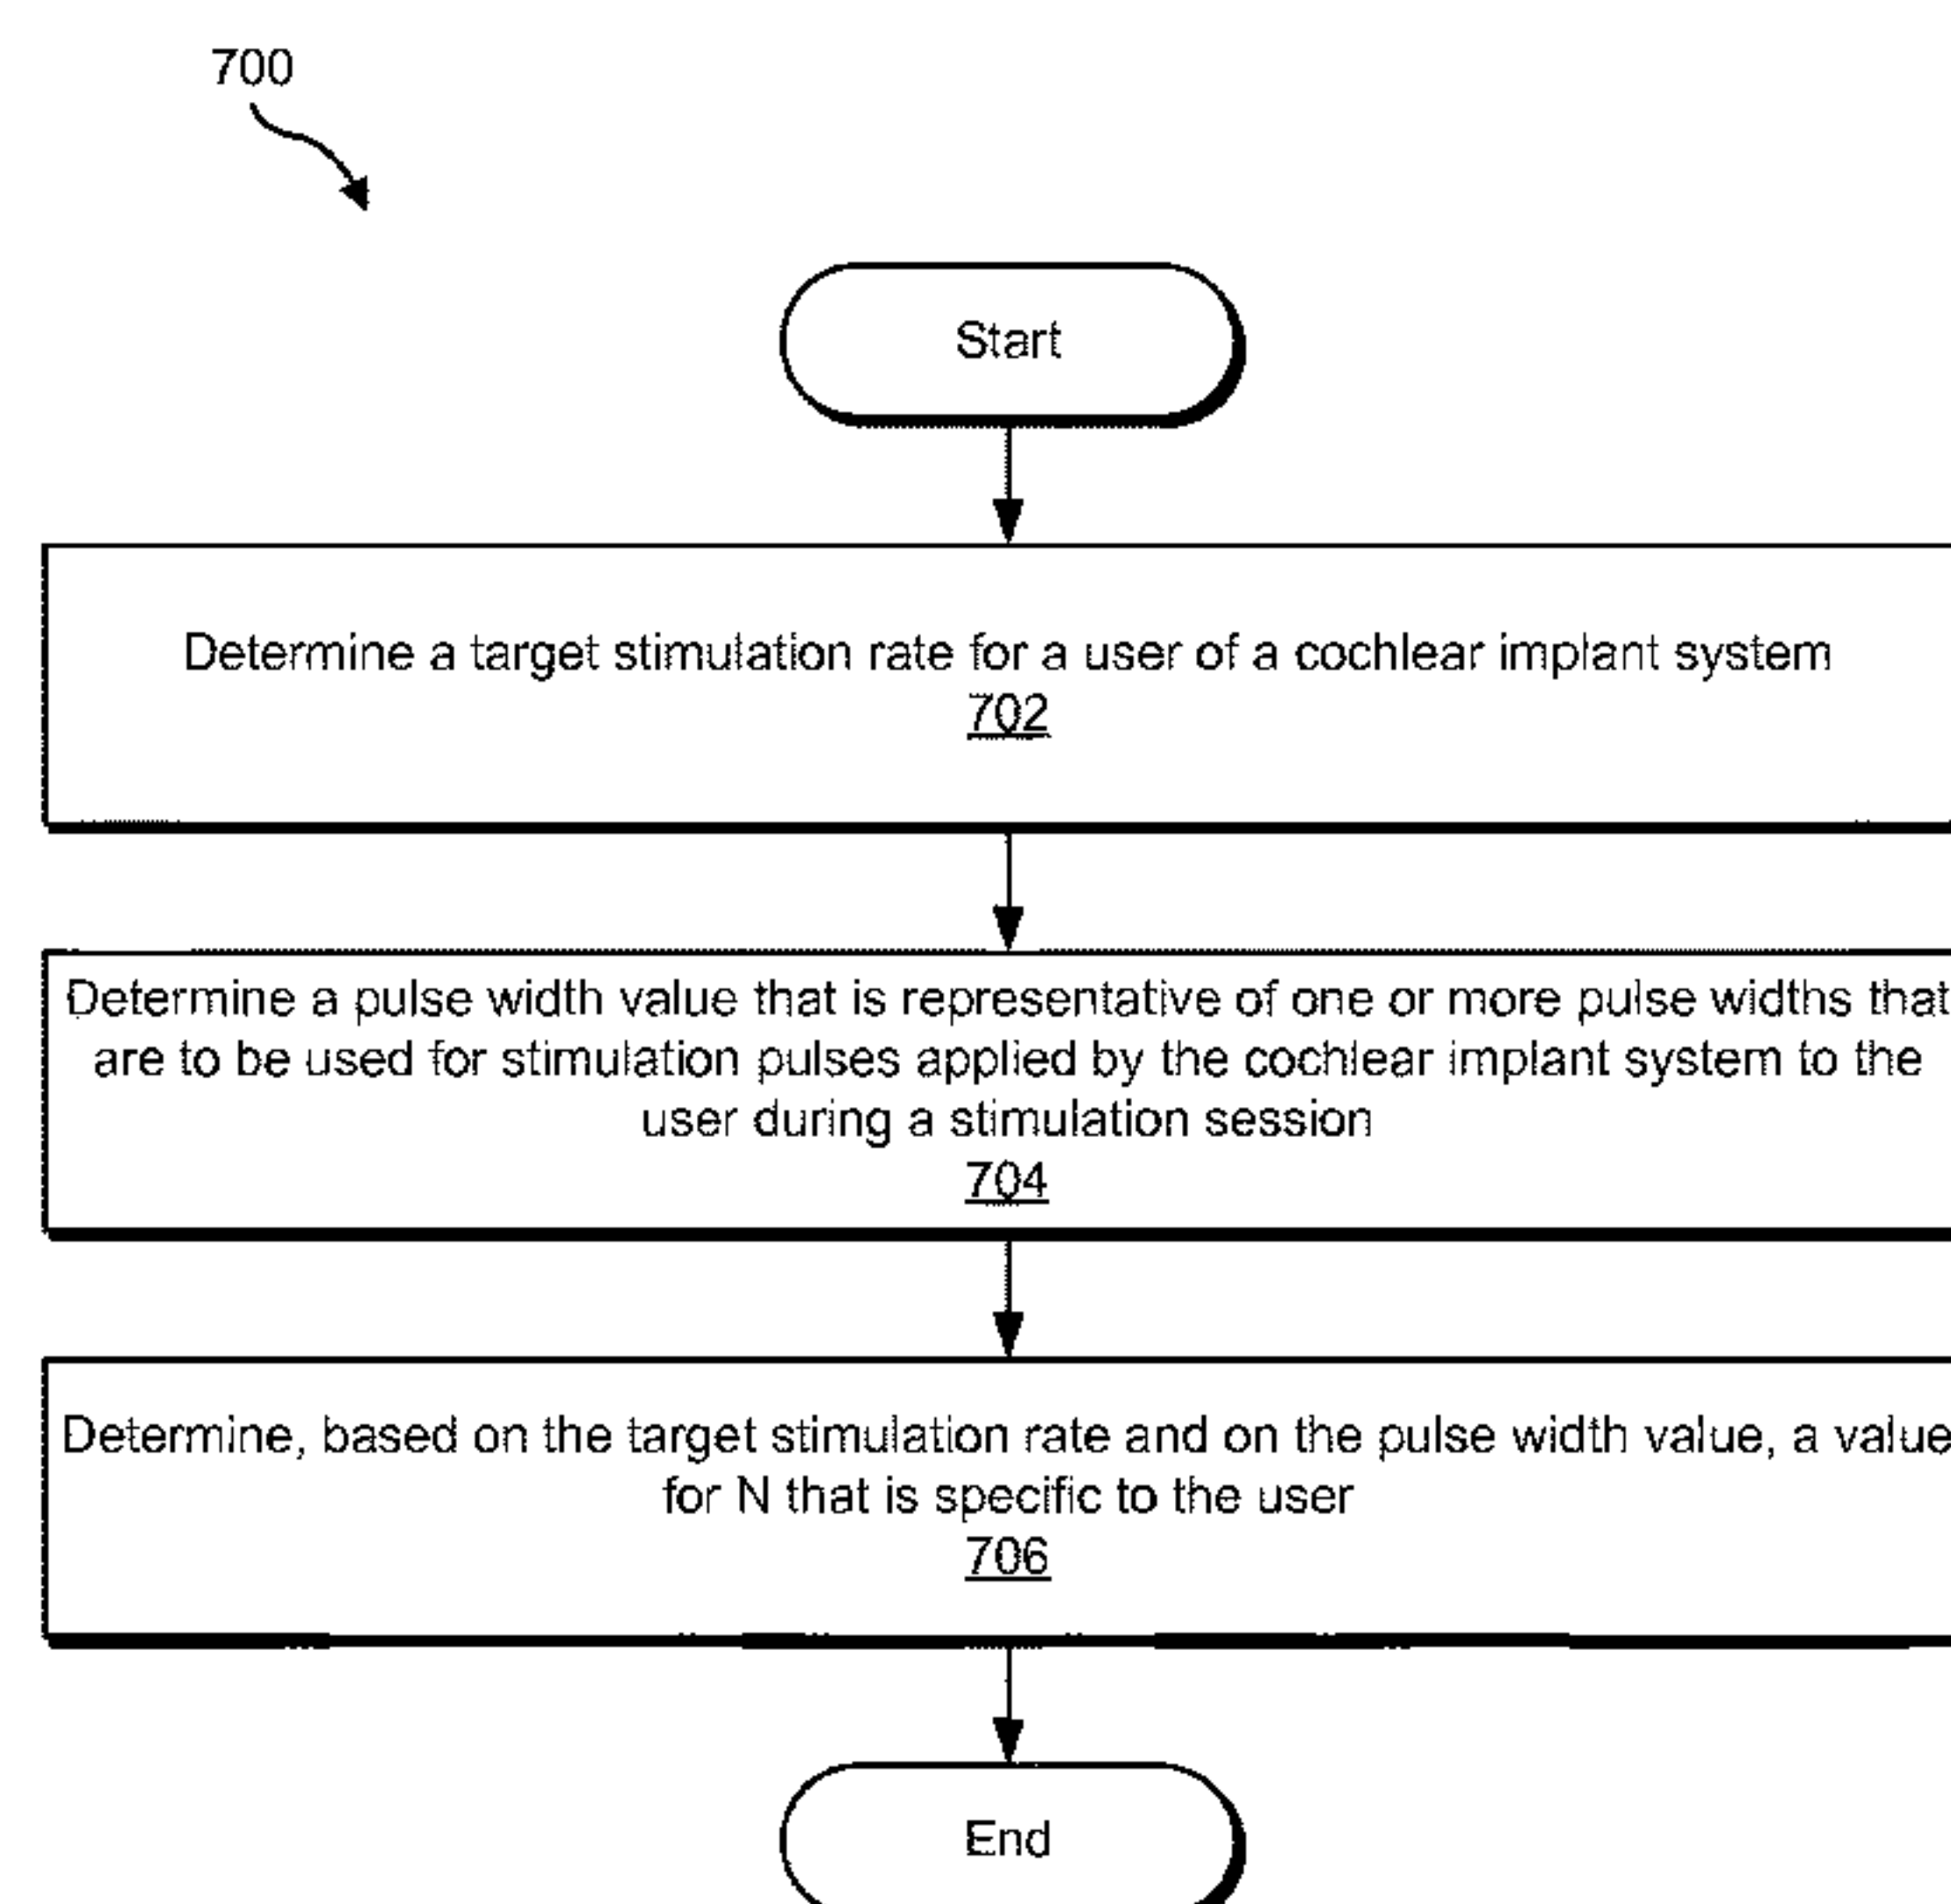 700
Start
Determine a target stimulation rate for a user of a cochlear implant system
702
Determine a pulse width value that is representative of one or more pulse widths that
are to be used for stimulation pulses applied by the cochlear implant system to the
user during a stimulation session
704
Determine, based on the target stimulation rate and on the pulse width value, a value
for N that is specific to the user
706
End